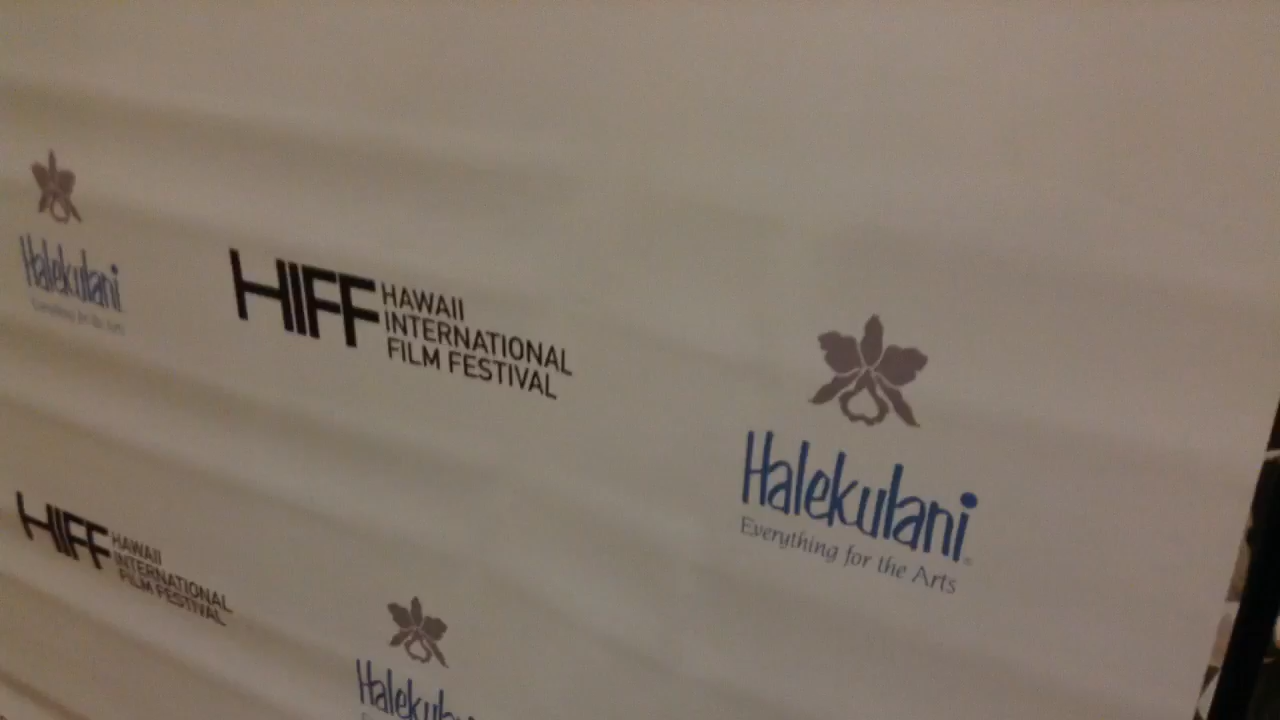 Halekulani
Everything for the Arts
HIFF HAWAII
INTERNATIONAL
FILM FESTIVAL
Halekulani
Everything for the Arts
HIFF HAWAII
INTERNATIONAL
FILM FESTIVAL
Halekulani